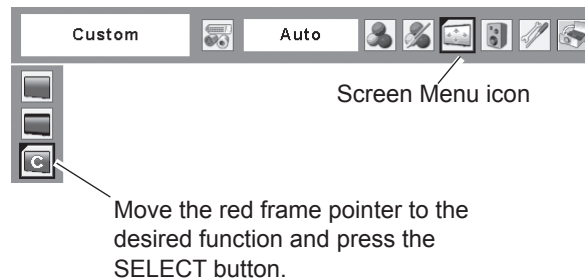 Custom
Auto
Screen Menu icon
C
Move the red frame pointer to the
desired function and press the
SELECT button.